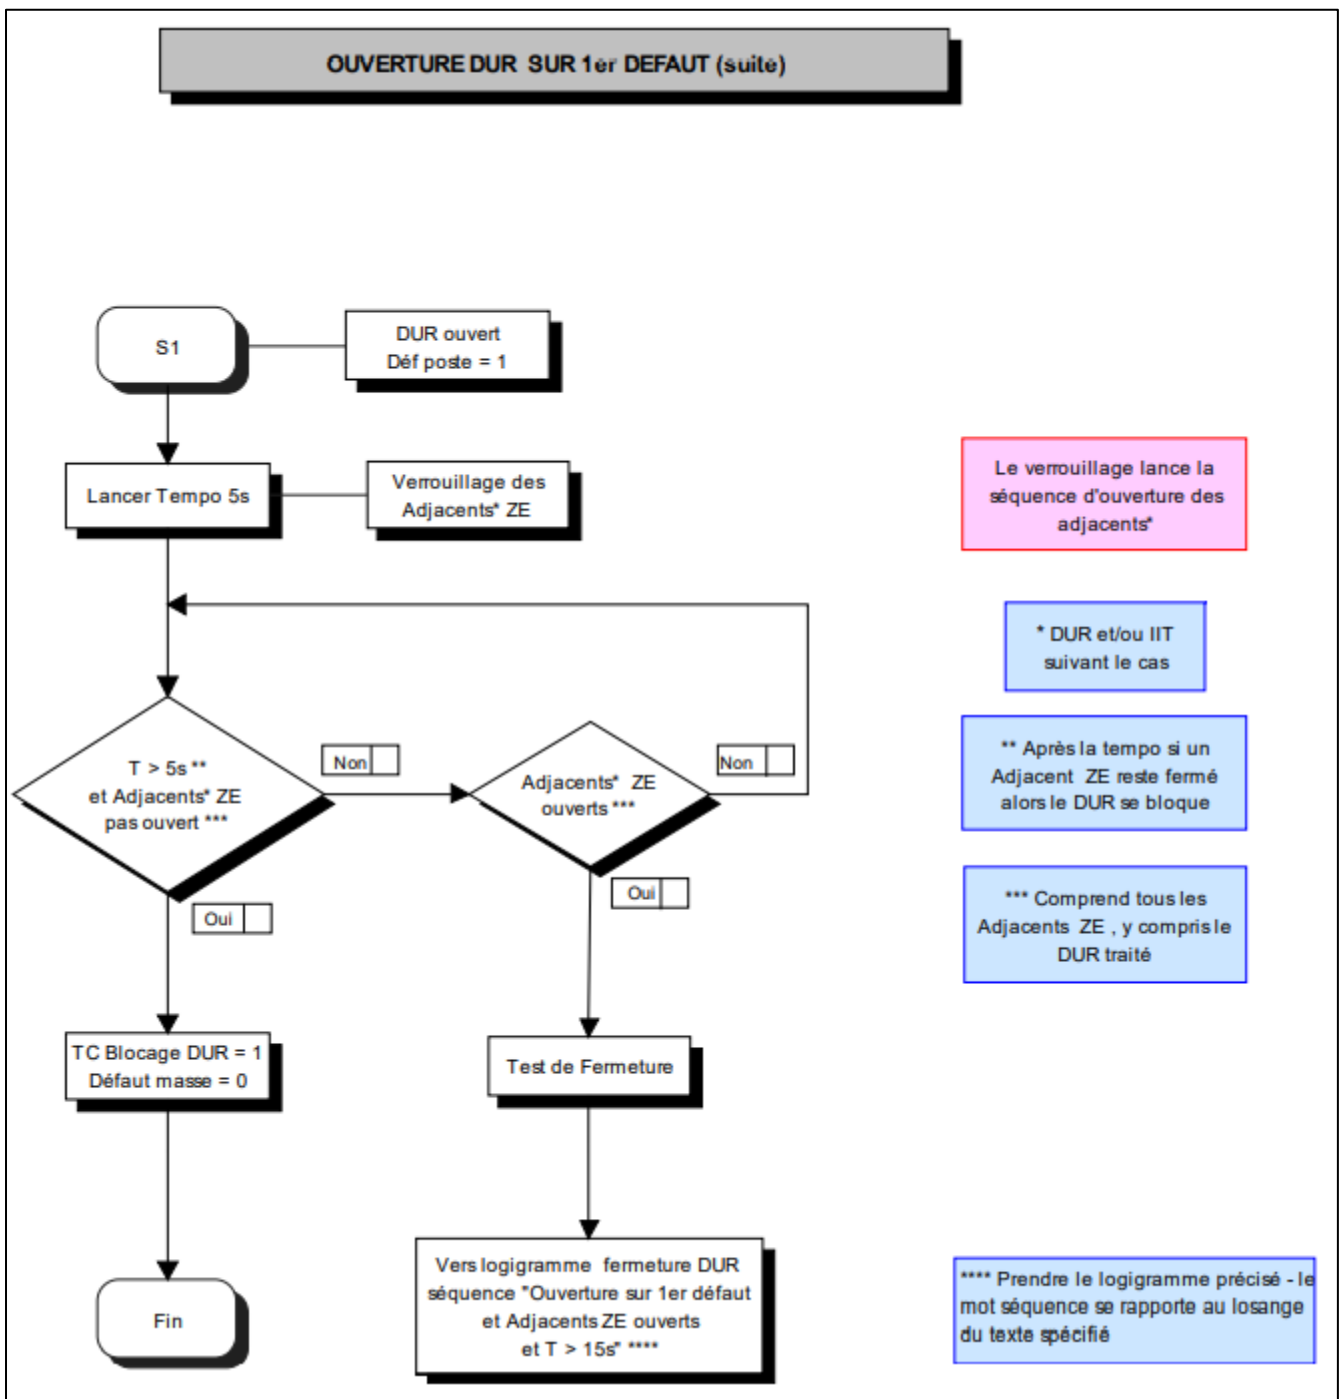 OUVERTURE DUR SUR 1er DEFAUT (suite)
S1
DUR ouvert
Déf poste = 1
Lancer Tempo 5s
Verrouillage des
Adjacents* ZE
Le verrouillage lance la
séquence d'ouverture des
adjacents*
* DUR et/ou IIT
suivant le cas
T > 5s **
et Adjacents* ZE
pas ouvert ***
Non
Adjacents* ZE
ouverts ***
Non
** Après la tempo si un
Adjacent ZE reste fermé
alors le DUR se bloque
Oui
Oui
*** Comprend tous les
Adjacents ZE , y compris le
DUR traité
TC Blocage DUR = 1
Défaut masse = 0
Test de Fermeture
Fin
Vers logigramme fermeture DUR
séquence "Ouverture sur 1er défaut
et Adjacents ZE ouverts
et T > 15s" ****
**** Prendre le logigramme précisé - le
mot séquence se rapporte au losange
du texte spécifié